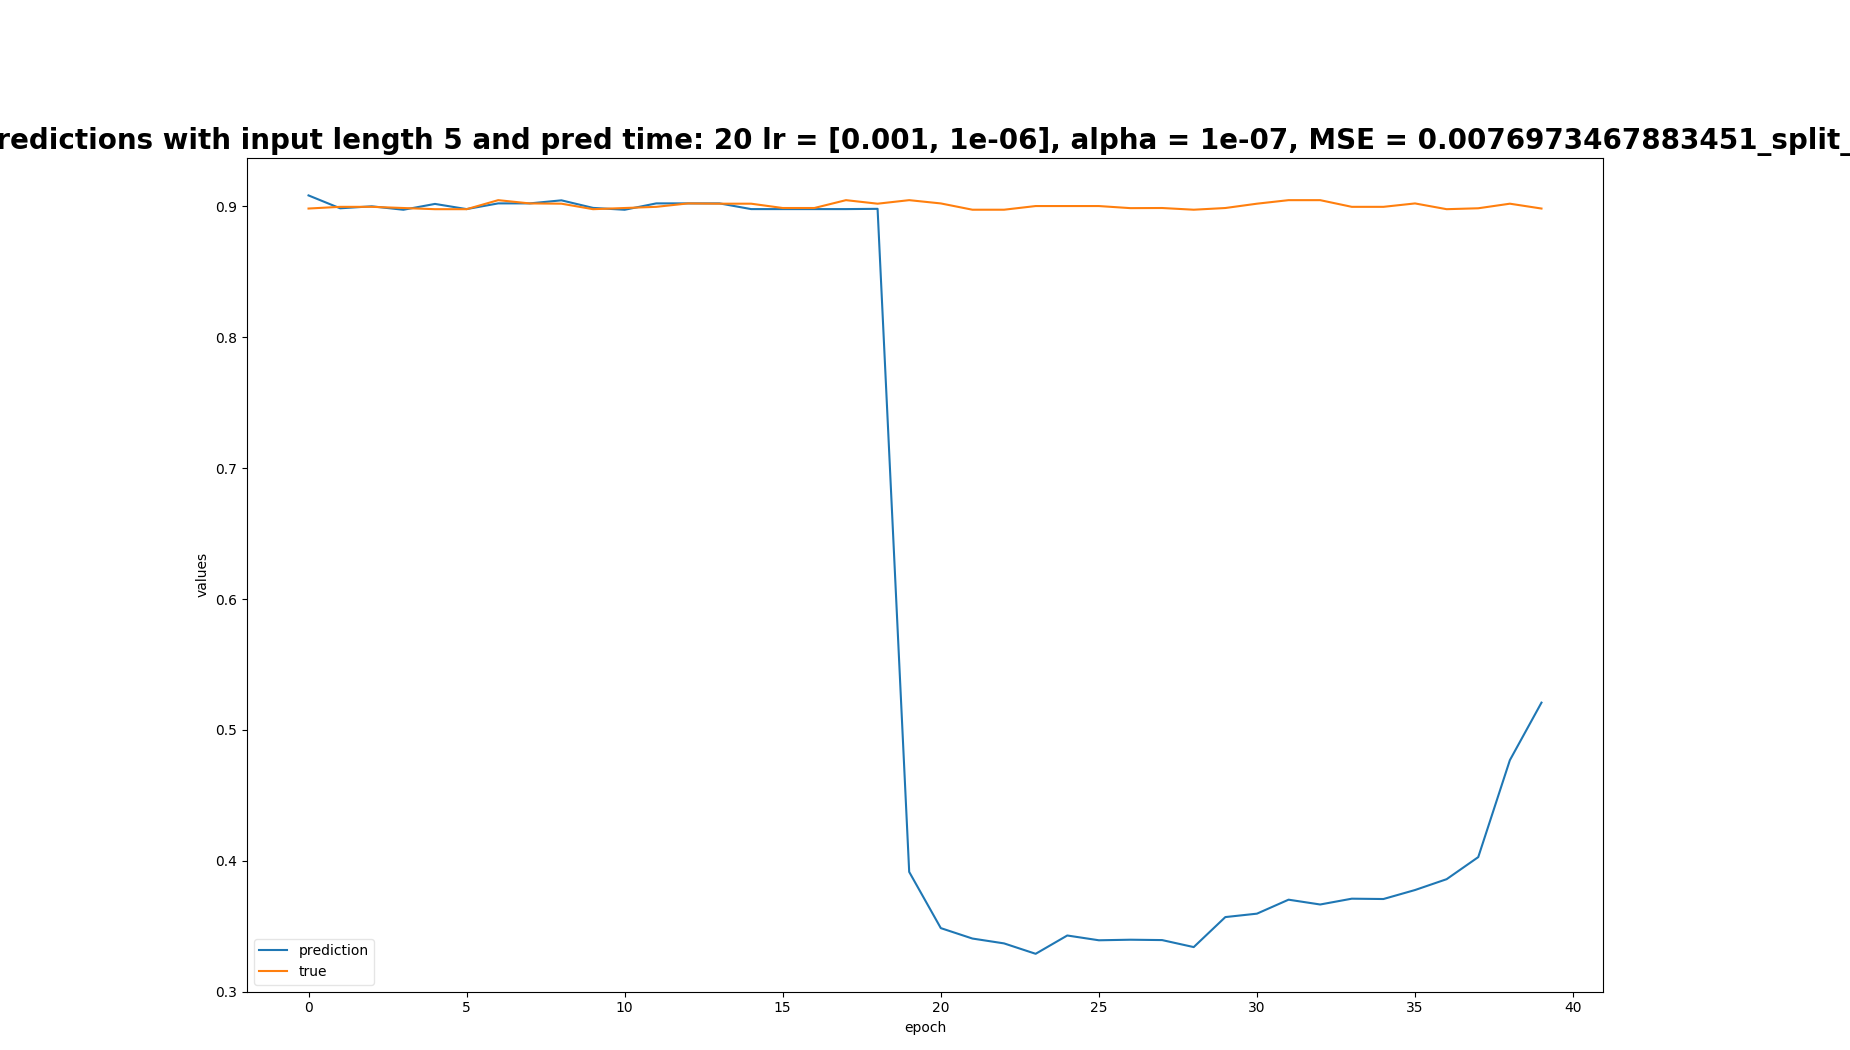 redictions with input length 5 and pred time: 20 lr = [0.001, 1e-06], alpha = 1e-07, MSE = 0.0076973467883451_split_
0.9
0.8
0.7
0.6
0.5
0.4
0.3
values
prediction
true
0 5 10 15 20 25 30 35 40
epoch